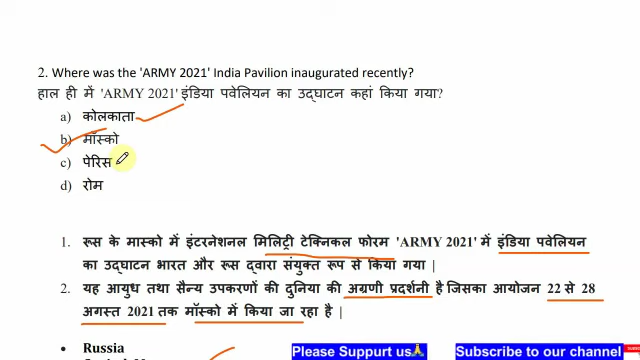 2. Where was the 'ARMY 2021' India Pavilion inaugurated recently?
हाल ही में 'ARMY 2021' इंडिया पवेलियन का उद्घाटन कहां किया गया?
a) कोलकाता
b) मॉस्को
c) पेरिस
d) रोम
1. रूस के मास्को में इंटरनेशनल मिलिट्री टेक्निकल फोरम 'ARMY 2021' में इंडिया पवेलियन
का उद्घाटन भारत और रूस द्वारा संयुक्त रूप से किया गया |
2. यह आयुध तथा सैन्य उपकरणों की दुनिया की अग्रणी प्रदर्शनी है जिसका आयोजन 22 से 28
अगस्त 2021 तक मॉस्को में किया जा रहा है |
• Russia
Please Support us🙏 Subscribe to our channel